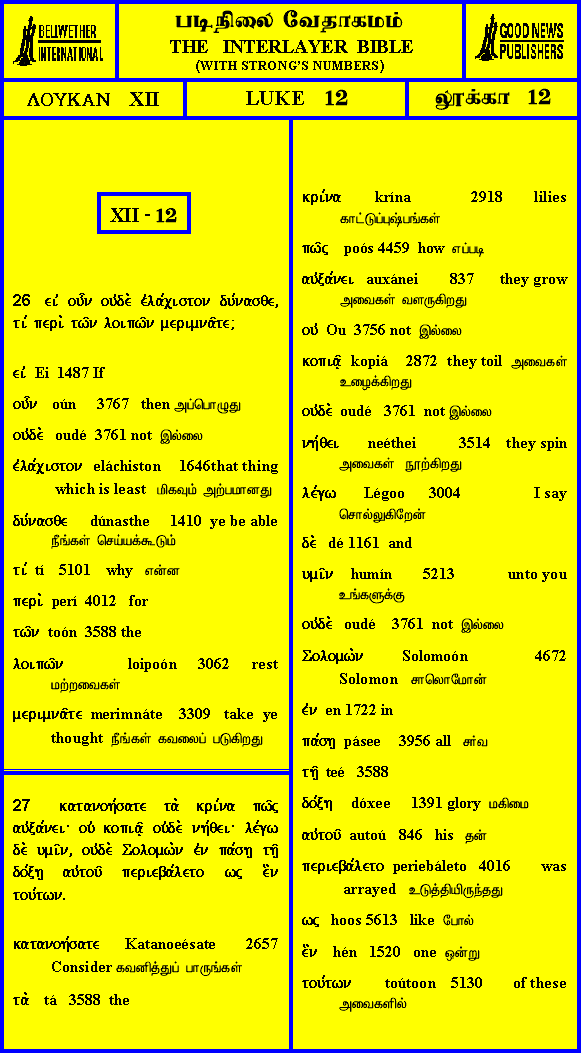 BELLWETHER
INTERNATIONAL
படிநிலை வேதாகமம்
THE INTERLAYER BIBLE
(WITH STRONG'S NUMBERS)
GOOD NEWS
PUBLISHERS
ΛΟΥΚΑΝ XII
LUKE 12
லூக்கா 12
XII - 12
26 εἰ οὖν οὐδὲ ἐλάχιστον δύνασθε,
τί περὶ τῶν λοιπῶν μεριμνᾶτε;
εἰ Ei 1487 If
οὖν oún 3767 then அப்பொழுது
οὐδὲ oudé 3761 not இல்லை
ἐλάχιστον eláchiston 1646that thing
which is least மிகவும் அற்பமானது
δύνασθε dúnasthe 1410 ye be able
நீங்கள் செய்யக்கூடும்
τί tí 5101 why என்ன
περὶ perí 4012 for
τῶν toón 3588 the
λοιπῶν loipoón 3062 rest
மற்றவைகள்
μεριμνᾶτε merimnáte 3309 take ye
thought நீங்கள் கவலைப் படுகிறது
27 κατανοήσατε τὰ κρίνα πῶς
αὐξάνει· οὐ κοπιᾷ οὐδὲ νήθει· λέγω
δὲ υμῖν, οὐδὲ Σολομὼν ἐν πάσῃ τῇ
δόξῃ αὐτοῦ περιεβάλετο ως ἓν
τούτων.
κατανοήσατε Katanoeésate 2657
Consider கவனித்துப் பாருங்கள்
τὰ tá 3588 the
κρίνα krína 2918 lilies
காட்டுப்புஷ்பங்கள்
πῶς poós 4459 how எப்படி
αὐξάνει auxánei 837 they grow
அவைகள் வளருகிறது
οὐ Ou 3756 not இல்லை
κοπιᾷ kopiá 2872 they toil அவைகள்
உழைக்கிறது
οὐδὲ oudé 3761 not இல்லை
νήθει neéthei 3514 they spin
அவைகள் நூற்கிறது
λέγω Légoo 3004 I say
சொல்லுகிறேன்
δὲ dé 1161 and
υμῖν humín 5213 unto you
உங்களுக்கு
οὐδὲ oudé 3761 not இல்லை
Σολομὼν Solomoón 4672
Solomon சாலொமோன்
ἐν en 1722 in
πάσῃ pásee 3956 all சர்வ
τῇ teé 3588
δόξῃ dóxee 1391 glory மகிமை
αὐτοῦ autoú 846 his தன்
περιεβάλετο periebáleto 4016 was
arrayed உடுத்தியிருந்தது
ως hoos 5613 like போல்
ἓν hén 1520 one ஒன்று
τούτων toútoon 5130 of these
அவைகளில்